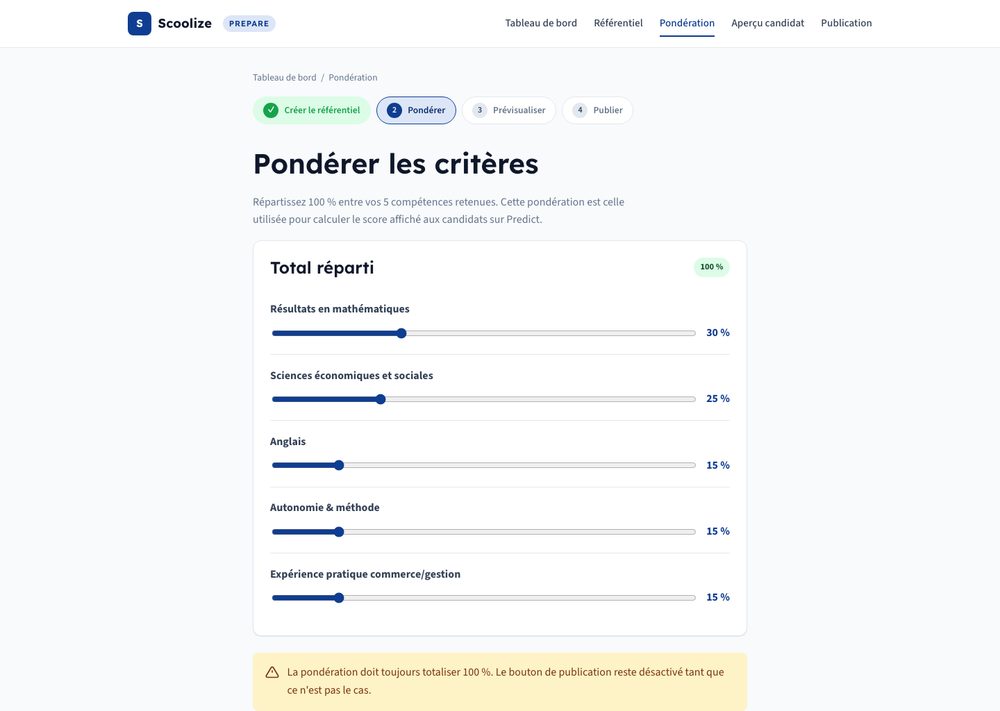 S Scoolize PREPARE Tableau de bord Référentiel Pondération Aperçu candidat Publication
Tableau de bord / Pondération
Créer le référentiel 2 Pondérer 3 Prévisualiser 4 Publier
Pondérer les critères
Répartissez 100 % entre vos 5 compétences retenues. Cette pondération est celle
utilisée pour calculer le score affiché aux candidats sur Predict.
Total réparti 100 %
Résultats en mathématiques
30 %
Sciences économiques et sociales
25 %
Anglais
15 %
Autonomie & méthode
15 %
Expérience pratique commerce/gestion
15 %
La pondération doit toujours totaliser 100 %. Le bouton de publication reste désactivé tant que
ce n'est pas le cas.